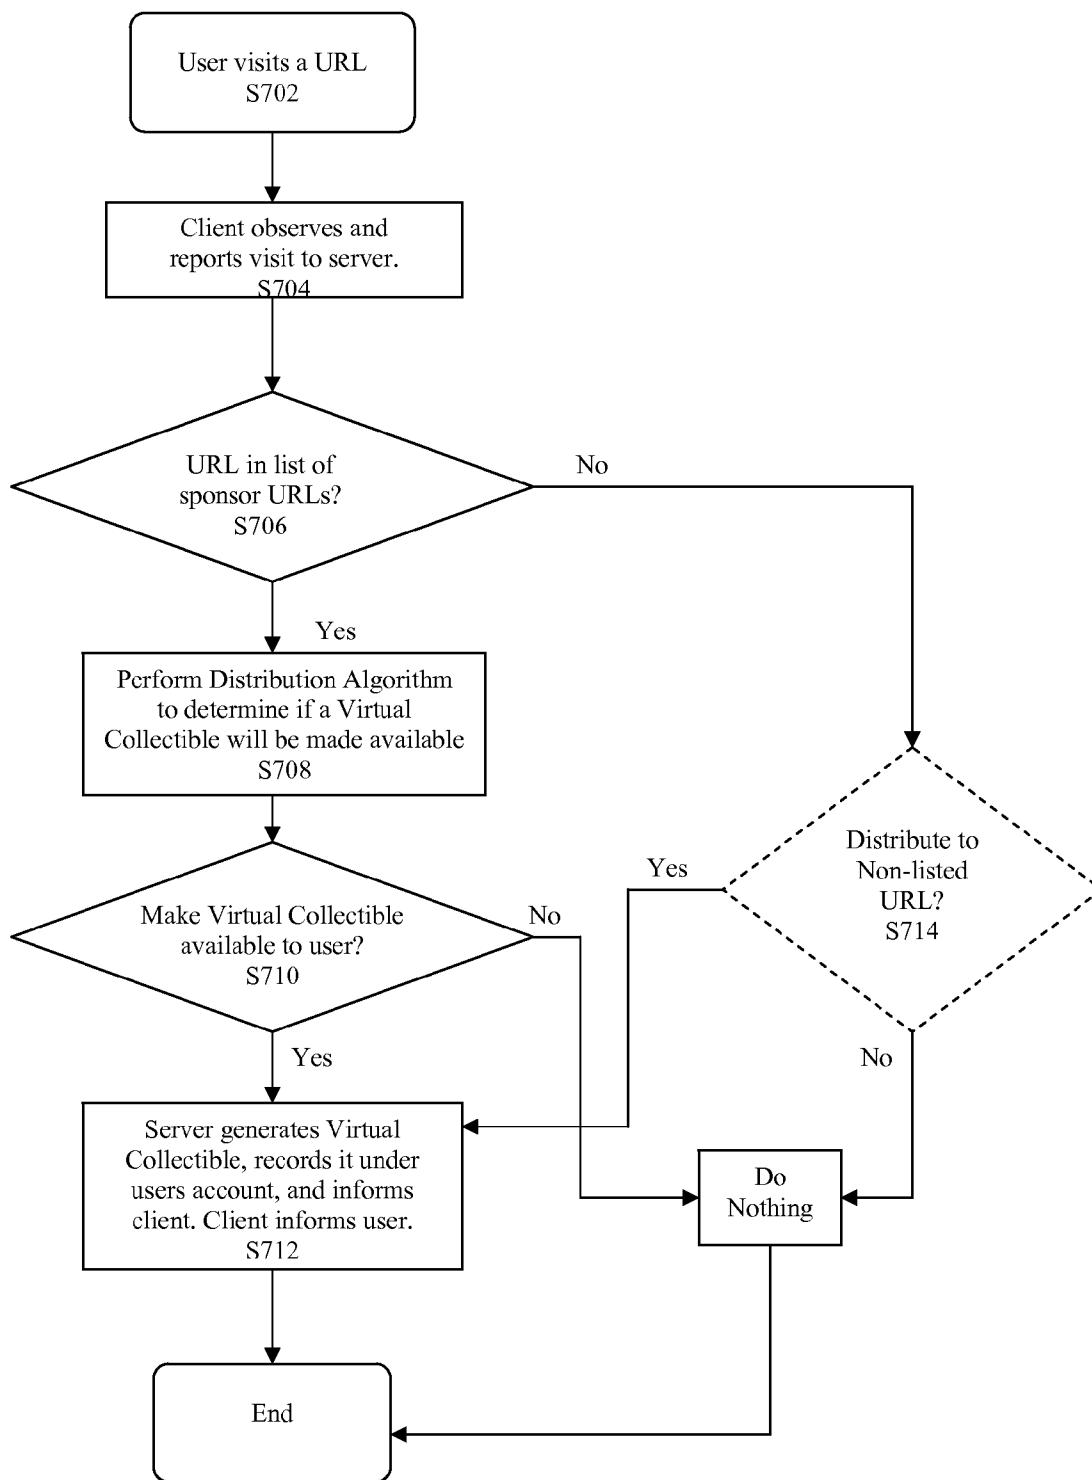 User visits a URL
S702
Client observes and
reports visit to server.
S704
URL in list of
sponsor URLs?
S706
No
Yes
Perform Distribution Algorithm
to determine if a Virtual
Collectible will be made available
S708
Distribute to
Non-listed
URL?
S714
Yes
Make Virtual Collectible
available to user?
S710
No
Yes
No
Server generates Virtual
Collectible, records it under
users account, and informs
client. Client informs user.
S712
Do
Nothing
End